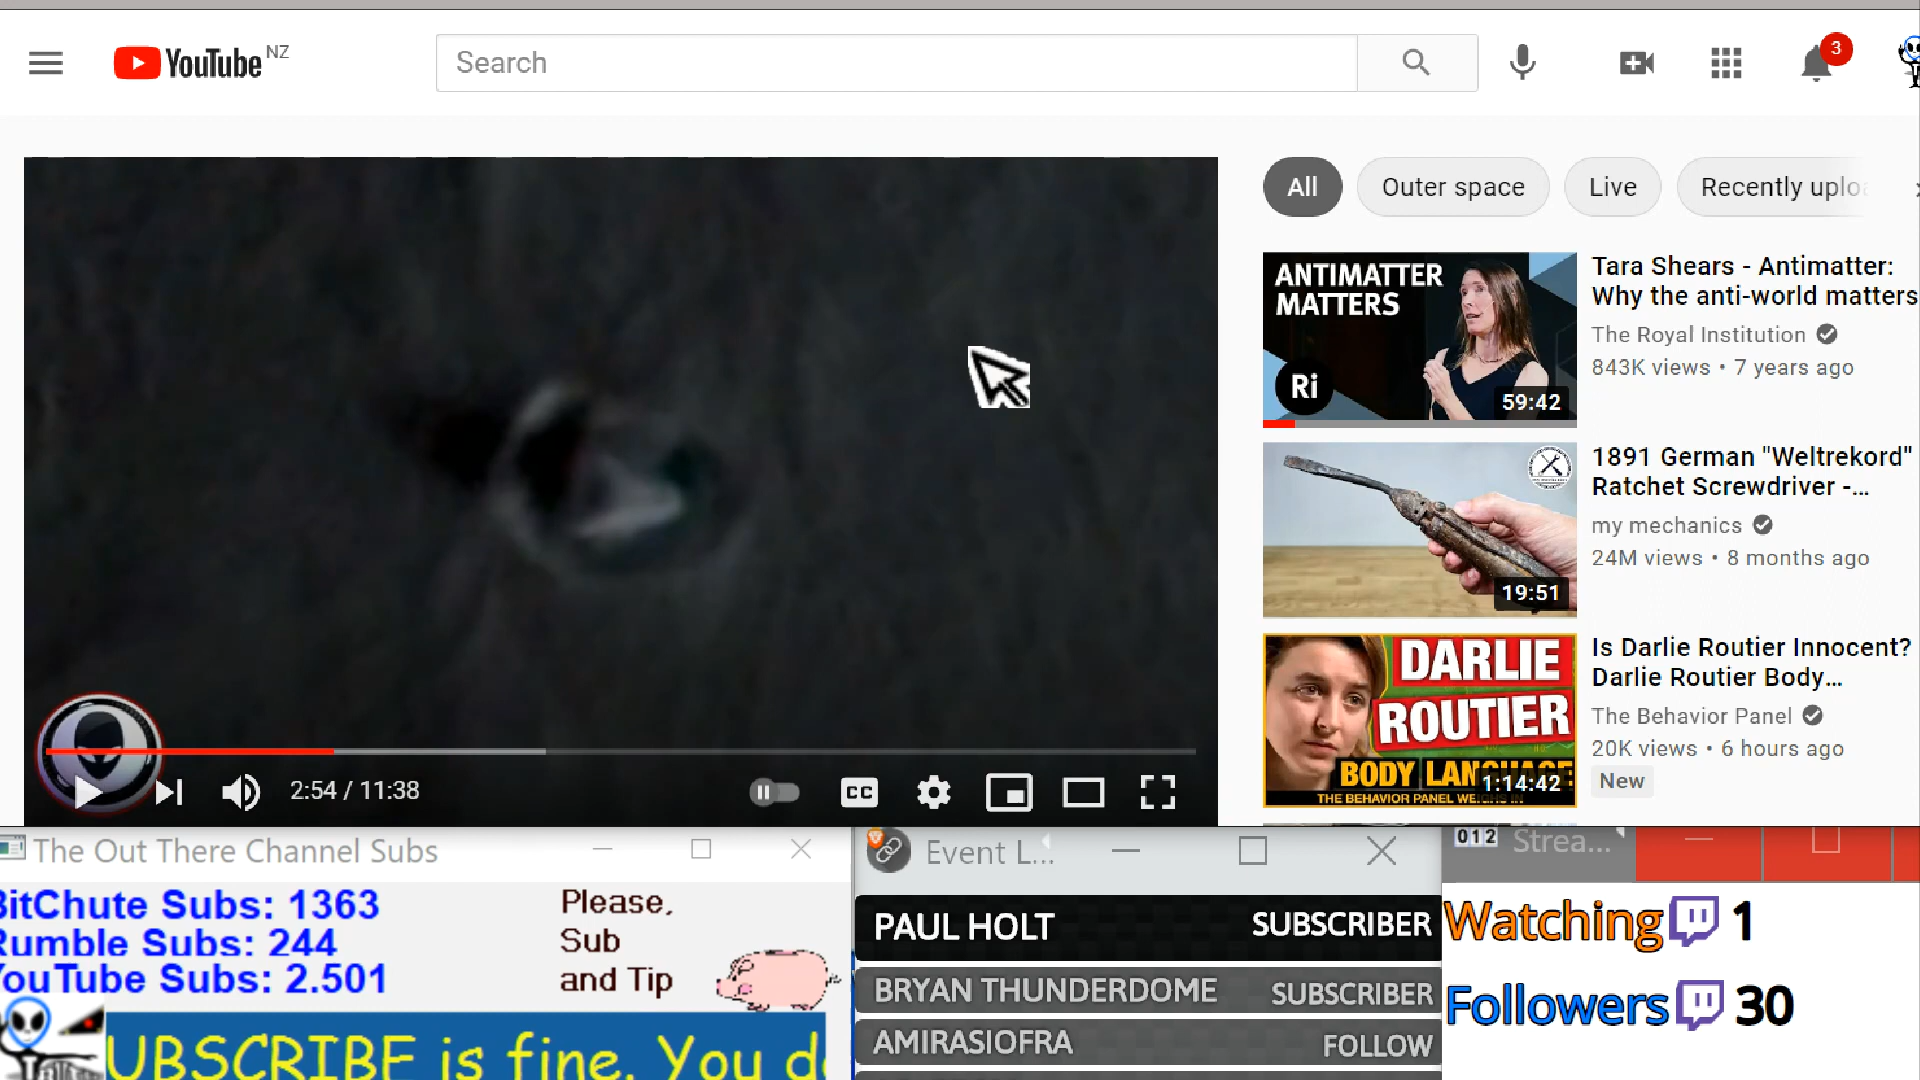 YouTube NZ
Search
3
All
Outer space
Live
Recently uplo
ANTIMATTER
MATTERS
Ri
59:42
Tara Shears - Antimatter:
Why the anti-world matters
The Royal Institution
843K views • 7 years ago
19:51
1891 German "Weltrekord"
Ratchet Screwdriver -...
my mechanics
24M views • 8 months ago
DARLIE
ROUTIER
BODY LANGUAGE
THE BEHAVIOR PANEL WEIGHS IN
1:14:42
Is Darlie Routier Innocent?
Darlie Routier Body...
The Behavior Panel
20K views • 6 hours ago
New
2:54 / 11:38
CC
The Out There Channel Subs
BitChute Subs: 1363
Rumble Subs: 244
YouTube Subs: 2.501
Please,
Sub
and Tip
UBSCRIBE is fine. You d
Event L...
PAUL HOLT SUBSCRIBER
BRYAN THUNDERDOME SUBSCRIBER
AMIRASIOFRA FOLLOW
012 Strea...
Watching 1
Followers 30